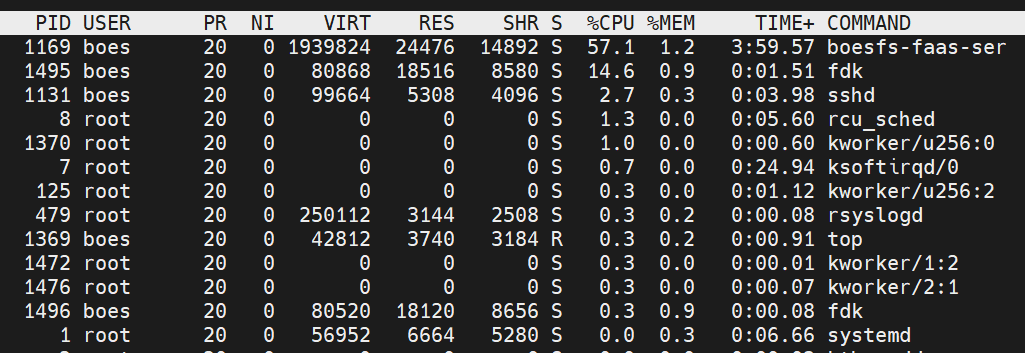 PID USER PR NI VIRT RES SHR S %CPU %MEM TIME+ COMMAND
1169 boes 20 0 1939824 24476 14892 S 57.1 1.2 3:59.57 boesfs-faas-ser
1495 boes 20 0 80868 18516 8580 S 14.6 0.9 0:01.51 fdk
1131 boes 20 0 99664 5308 4096 S 2.7 0.3 0:03.98 sshd
8 root 20 0 0 0 0 S 1.3 0.0 0:05.60 rcu_sched
1370 root 20 0 0 0 0 S 1.0 0.0 0:00.60 kworker/u256:0
7 root 20 0 0 0 0 S 0.7 0.0 0:24.94 ksoftirqd/0
125 root 20 0 0 0 0 S 0.3 0.0 0:01.12 kworker/u256:2
479 root 20 0 250112 3144 2508 S 0.3 0.2 0:00.08 rsyslogd
1369 boes 20 0 42812 3740 3184 R 0.3 0.2 0:00.91 top
1472 root 20 0 0 0 0 S 0.3 0.0 0:00.01 kworker/1:2
1476 root 20 0 0 0 0 S 0.3 0.0 0:00.07 kworker/2:1
1496 boes 20 0 80520 18120 8656 S 0.3 0.9 0:00.08 fdk
1 root 20 0 56952 6664 5280 S 0.0 0.3 0:06.66 systemd